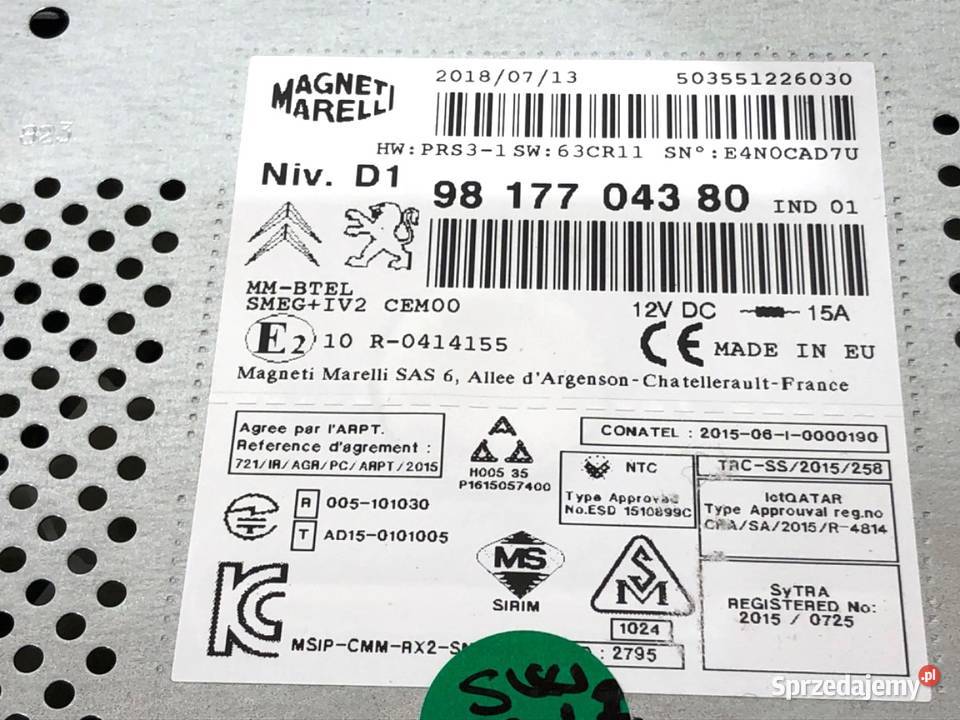 823
MAGNETI MARELLI
2018/07/13 503551226030
HW:PRS3-1 SW:63CR11 SN°:E4N0CAD7U
Niv. D1
98 177 043 80 IND 01
MM-BTEL
SMEG+IV2 CEM00
12V DC 15A
E2 10 R-0414155
CE MADE IN EU
Magneti Marelli SAS 6, Allee d'Argenson-Chatellerault-France
Agree par l'ARPT.
Reference d'agrement :
721/IR/AGR/PC/ARPT/2015
H005 35
P1615057400
CONATEL : 2015-06-I-0000190
NTC
Type Approved
No.ESD 1510899C
TRC-SS/2015/258
IctQATAR
Type Approuval reg.no
CRA/SA/2015/R-4814
R 005-101030
T AD15-0101005
MS
SIRIM
SM
1024
SyTRA
REGISTERED No:
2015 / 0725
KC
MSIP-CMM-RX2-
: 2795
SW
Sprzedajemy.pl